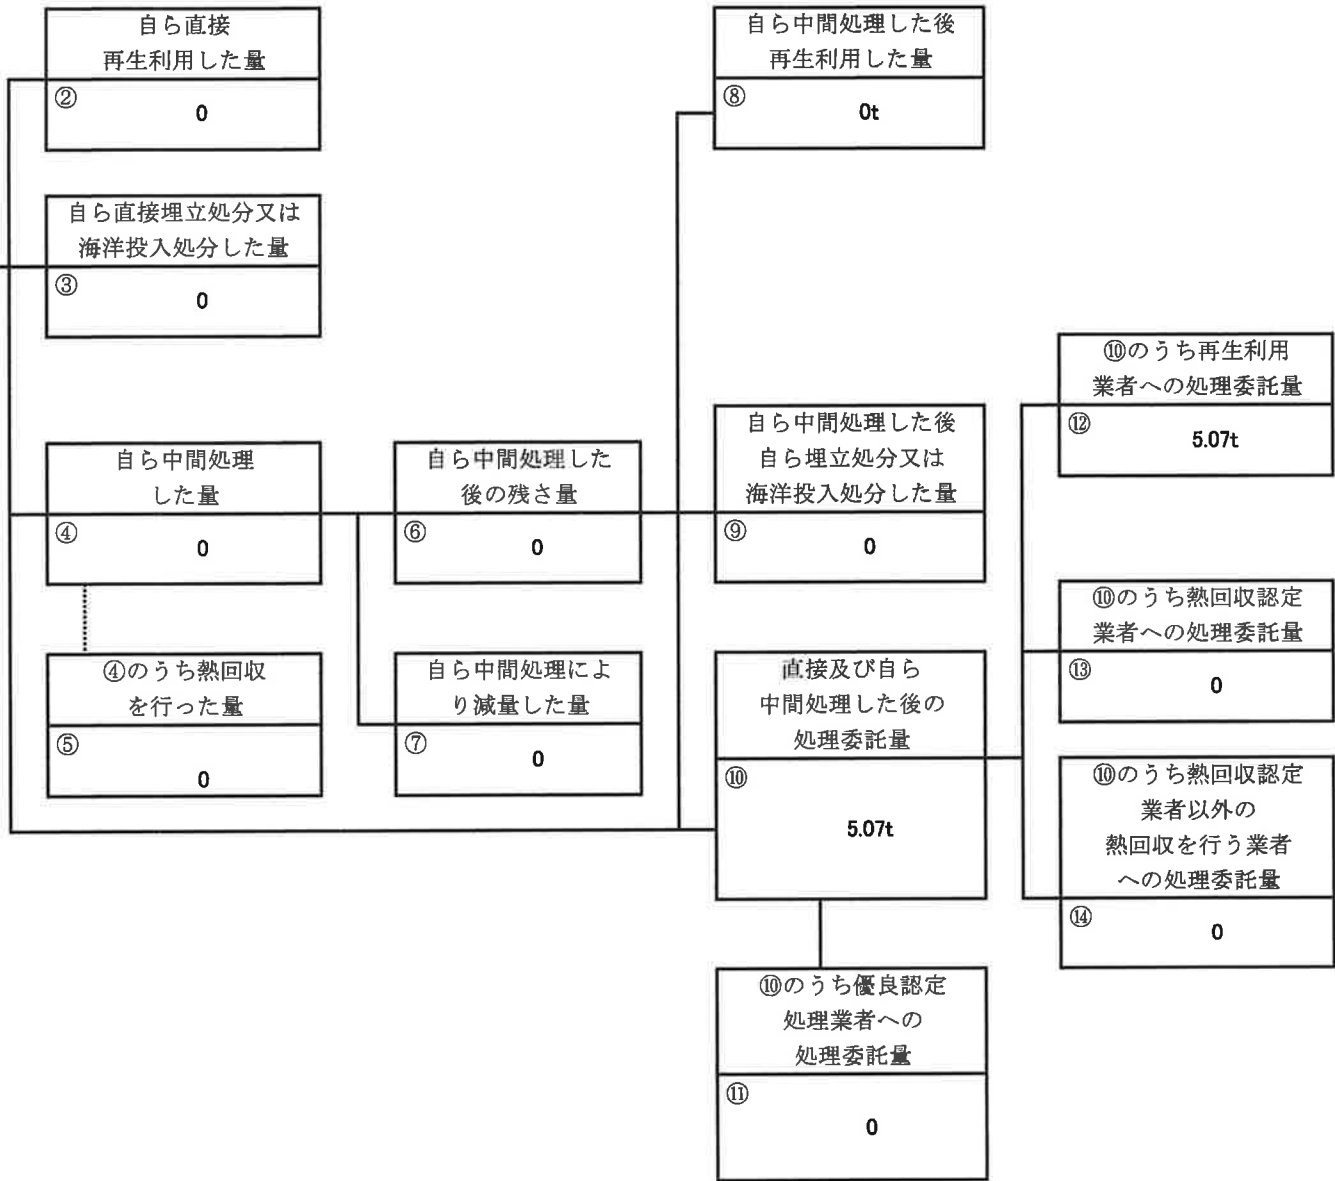 自ら直接
再生利用した量
②
0
自ら直接埋立処分又は
海洋投入処分した量
③
0
自ら中間処理
した量
④
0
④のうち熱回収
を行った量
⑤
0
自ら中間処理した
後の残さ量
⑥
0
自ら中間処理によ
り減量した量
⑦
0
自ら中間処理した後
再生利用した量
⑧
0t
自ら中間処理した後
自ら埋立処分又は
海洋投入処分した量
⑨
0
直接及び自ら
中間処理した後の
処理委託量
⑩
5.07t
⑩のうち優良認定
処理業者への
処理委託量
⑪
0
⑩のうち再生利用
業者への処理委託量
⑫
5.07t
⑩のうち熱回収認定
業者への処理委託量
⑬
0
⑩のうち熱回収認定
業者以外の
熱回収を行う業者
への処理委託量
⑭
0